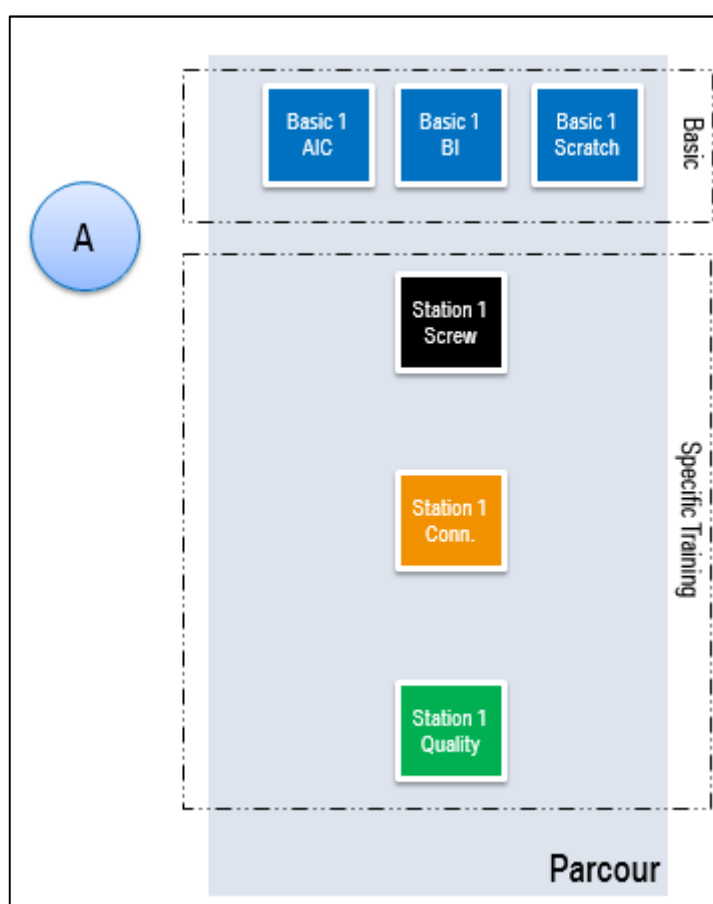 Basic 1
AIC
Basic 1
BI
Basic 1
Scratch
Basic
A
Station 1
Screw
Station 1
Conn.
Specific Training
Station 1
Quality
Parcour